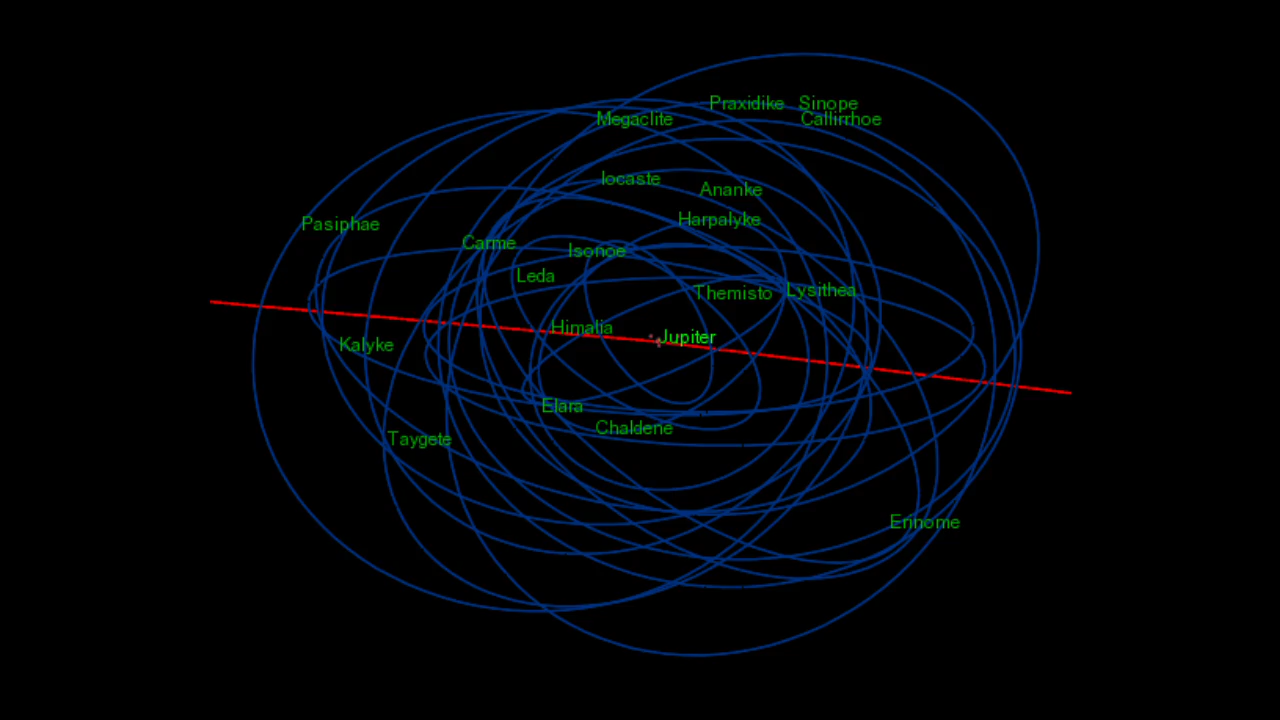 Praxidike Sinope
Megaclite Callirrhoe
Iocaste Ananke
Pasiphae Harpalyke
Carme Isonoe
Leda Themisto Lysithea
Himalia Jupiter
Kalyke
Elara
Chaldene
Taygete
Erinome